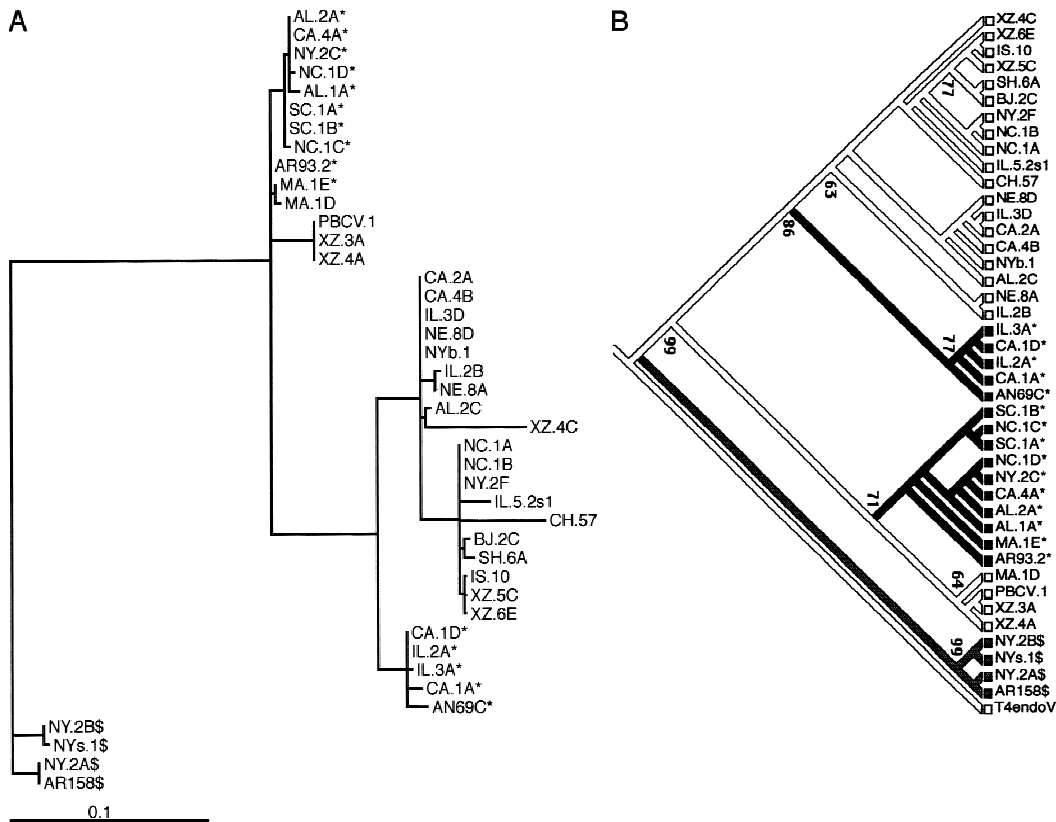 A
AL.2A*
CA.4A*
NY.2C*
NC.1D*
AL.1A*
SC.1A*
SC.1B*
NC.1C*
AR93.2*
MA.1E*
MA.1D
PBCV.1
XZ.3A
XZ.4A
CA.2A
CA.4B
IL.3D
NE.8D
NYb.1
IL.2B
NE.8A
AL.2C
XZ.4C
NC.1A
NC.1B
NY.2F
IL.5.2s1
CH.57
BJ.2C
SH.6A
IS.10
XZ.5C
XZ.6E
CA.1D*
IL.2A*
IL.3A*
CA.1A*
AN69C*
NY.2B$
NYs.1$
NY.2A$
AR158$
0.1
B
XZ.4C
XZ.6E
IS.10
XZ.5C
SH.6A
77
BJ.2C
NY.2F
NC.1B
NC.1A
IL.5.2s1
CH.57
63
NE.8D
IL.3D
86
CA.2A
CA.4B
NYb.1
AL.2C
NE.8A
IL.2B
IL.3A*
99
77
CA.1D*
IL.2A*
CA.1A*
AN69C*
SC.1B*
NC.1C*
SC.1A*
NC.1D*
NY.2C*
71
CA.4A*
AL.2A*
AL.1A*
MA.1E*
AR93.2*
64
MA.1D
PBCV.1
XZ.3A
XZ.4A
99
NY.2B$
NYs.1$
NY.2A$
AR158$
T4endoV